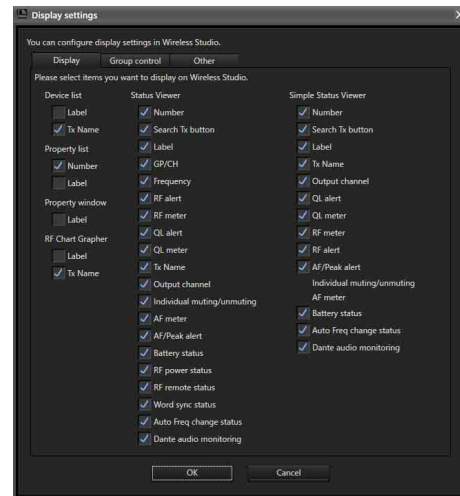 Display settings
You can configure display settings in Wireless Studio.
Display Group control Other
Please select items you want to display on Wireless Studio.
Device list
Label
Tx Name
Property list
Number
Label
Property window
Label
RF Chart Grapher
Label
Tx Name
Status Viewer
Number
Search Tx button
Label
GP/CH
Frequency
RF alert
RF meter
QL alert
QL meter
Tx Name
Output channel
Individual muting/unmuting
AF meter
AF/Peak alert
Battery status
RF power status
RF remote status
Word sync status
Auto Freq change status
Dante audio monitoring
Simple Status Viewer
Number
Search Tx button
Label
Tx Name
Output channel
QL alert
QL meter
RF meter
RF alert
AF/Peak alert
Individual muting/unmuting
AF meter
Battery status
Auto Freq change status
Dante audio monitoring
OK Cancel